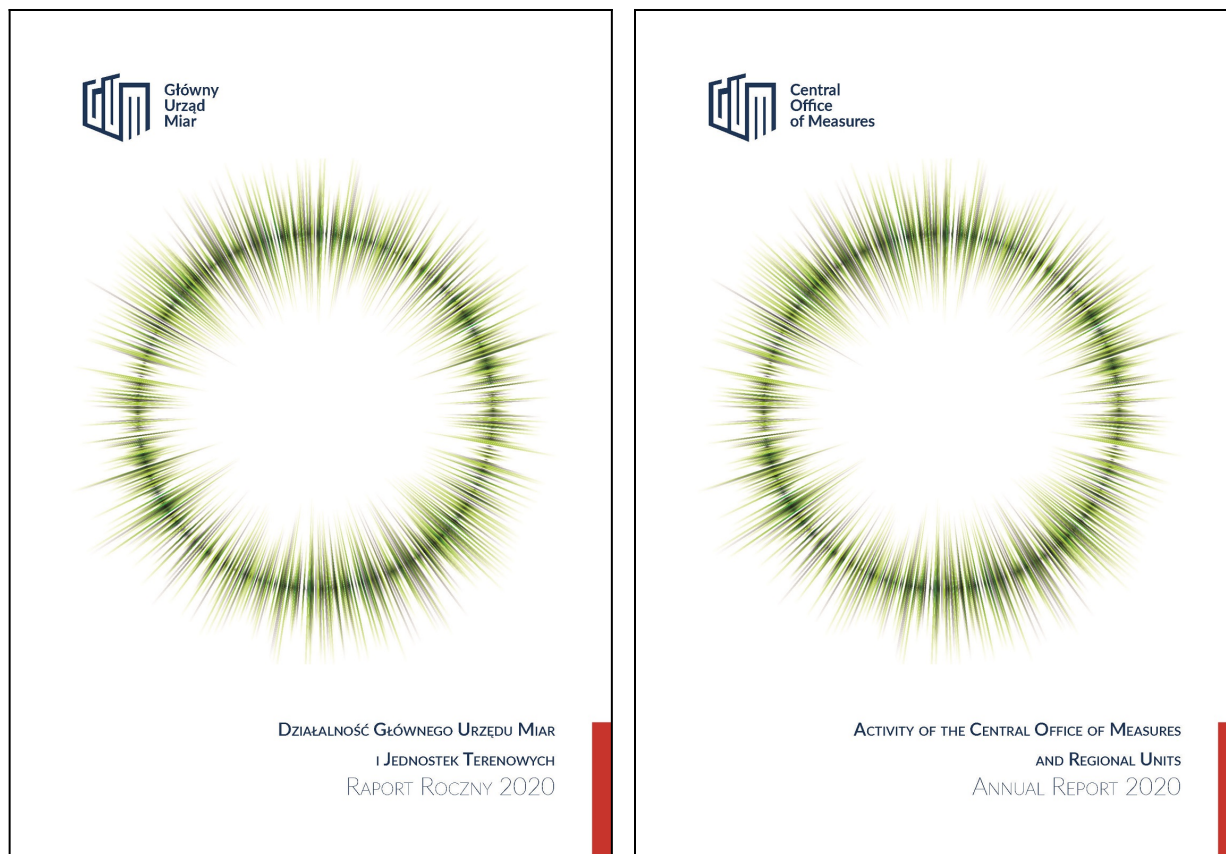 Główny
Urząd
Miar
Działalność Głównego Urzędu Miar
i Jednostek Terenowych
Raport Roczny 2020
Central
Office
of Measures
Activity of the Central Office of Measures
and Regional Units
Annual Report 2020